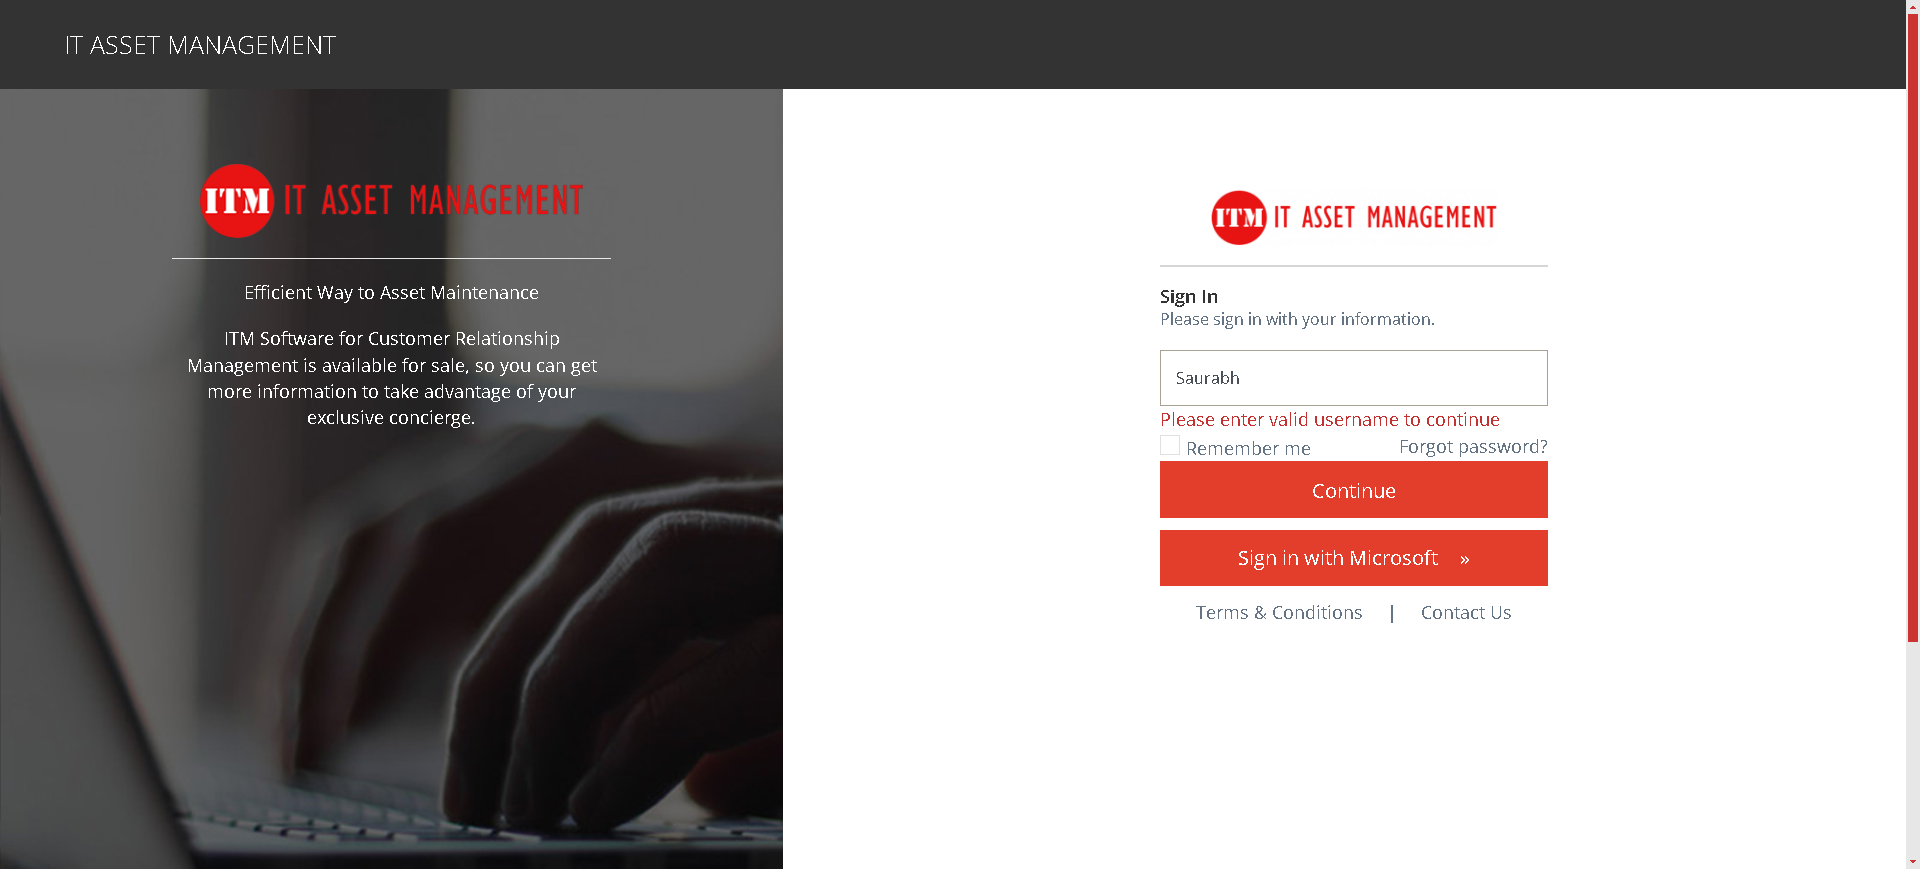 IT ASSET MANAGEMENT
ITM IT ASSET MANAGEMENT
Efficient Way to Asset Maintenance
ITM Software for Customer Relationship
Management is available for sale, so you can get
more information to take advantage of your
exclusive concierge.
ITM IT ASSET MANAGEMENT
Sign In
Please sign in with your information.
Saurabh
Please enter valid username to continue
Remember me Forgot password?
Continue
Sign in with Microsoft »
Terms & Conditions | Contact Us